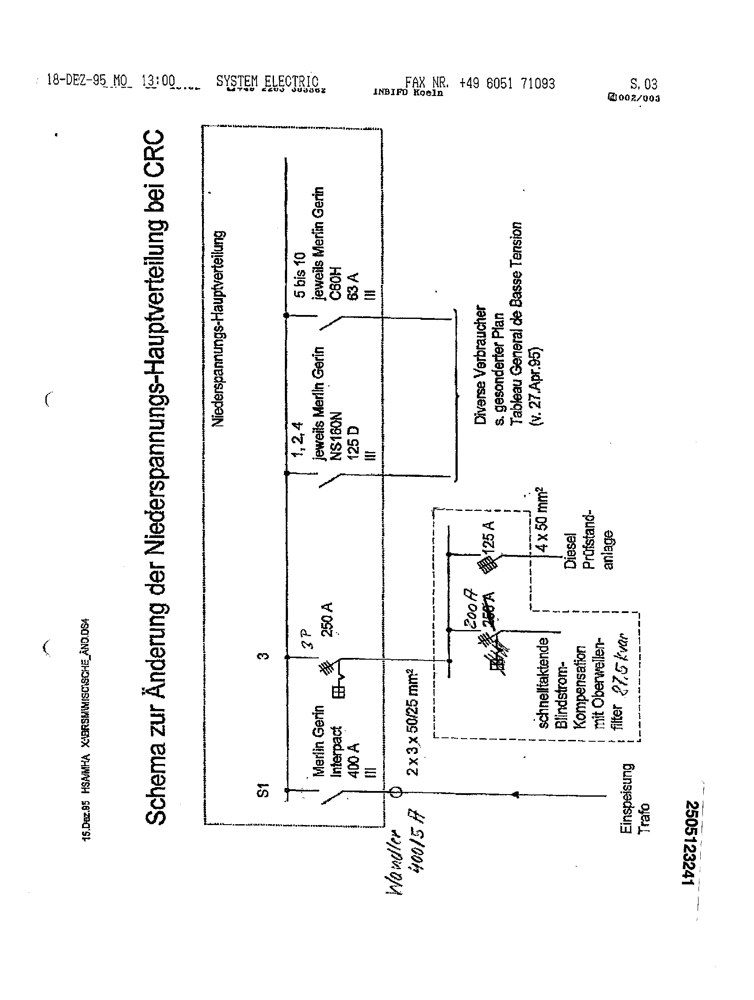 18-DEZ-95 MO 13:00 SYSTEM ELECTRIC FAX NR. +49 6051 71093 S. 03
INBIFO Koeln 002/003
15.Dez.95 HSA/MHA
Schema zur Änderung der Niederspannungs-Hauptverteilung bei CRC
Niederspannungs-Hauptverteilung
S1
Merlin Gerin
Interpact
400 A
III
3
3P
250 A
1, 2, 4
jeweils Merlin Gerin
NS160N
125 D
III
5 bis 10
jeweils Merlin Gerin
C60H
63 A
III
Wandler
400/5 A
2 x 3 x 50/25 mm²
200 A
250 A
125 A
4 x 50 mm²
schnelltaktende
Blindstrom-
Kompensation
mit Oberwellen-
filter 87.5 kvar
Diesel
Prüfstand-
anlage
Diverse Verbraucher
s. gesonderter Plan
Tableau General de Basse Tension
(v. 27.Apr.95)
Einspeisung
Trafo
2505123241